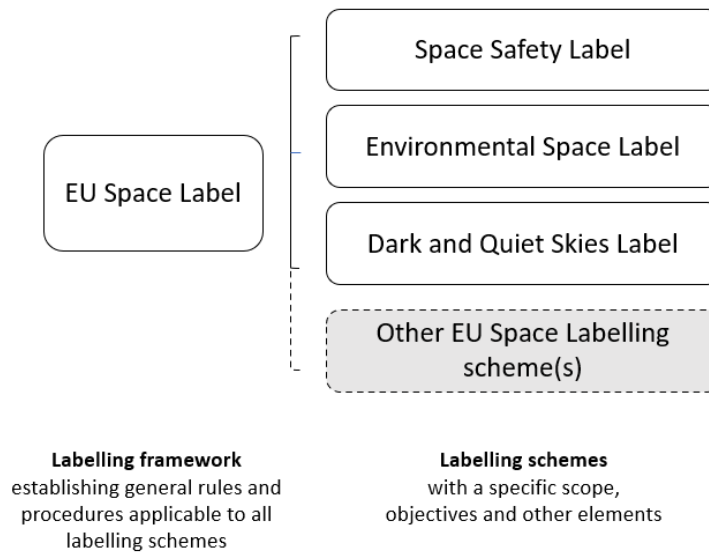 Space Safety Label
Environmental Space Label
EU Space Label
Dark and Quiet Skies Label
Other EU Space Labelling
scheme(s)
Labelling framework
establishing general rules and
procedures applicable to all
labelling schemes
Labelling schemes
with a specific scope,
objectives and other elements